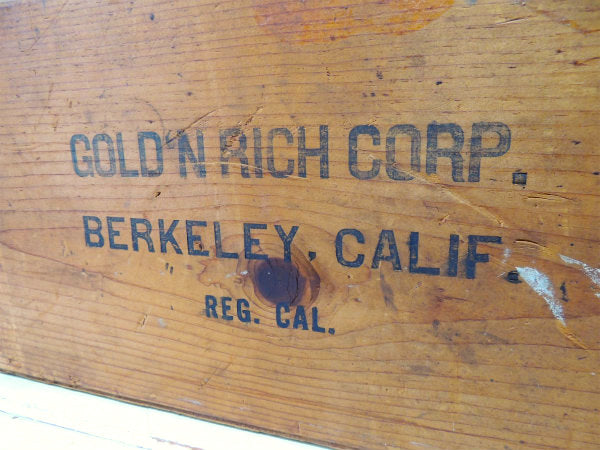 GOLD'N RICH CORP.
BERKELEY, CALIF.
REG. CAL.